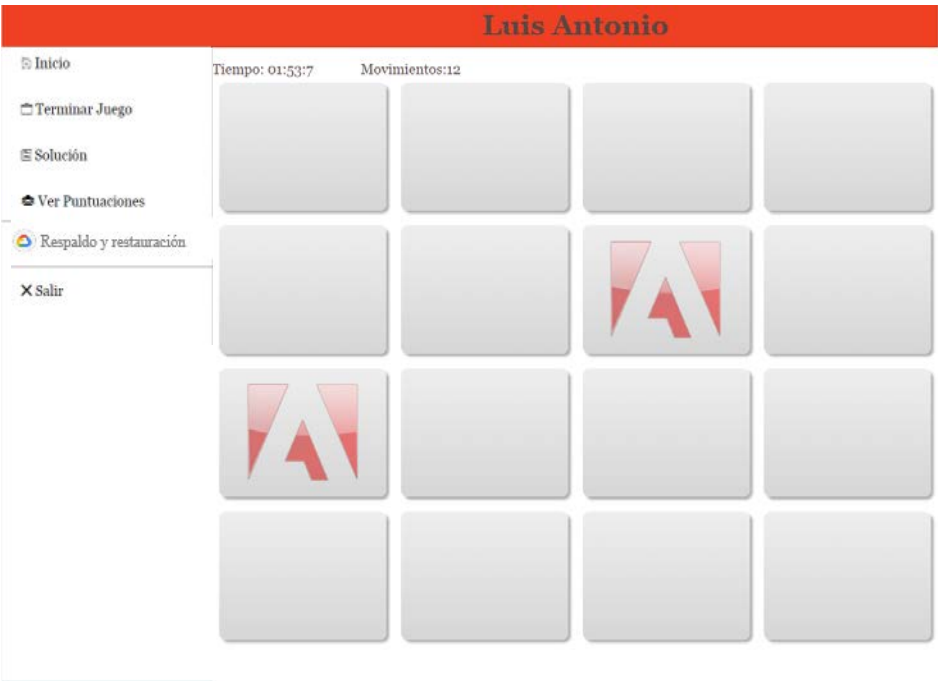 Luis Antonio
Inicio
Terminar Juego
Solución
Ver Puntuaciones
Respaldo y restauración
Salir
Tiempo: 01:53:7 Movimientos:12